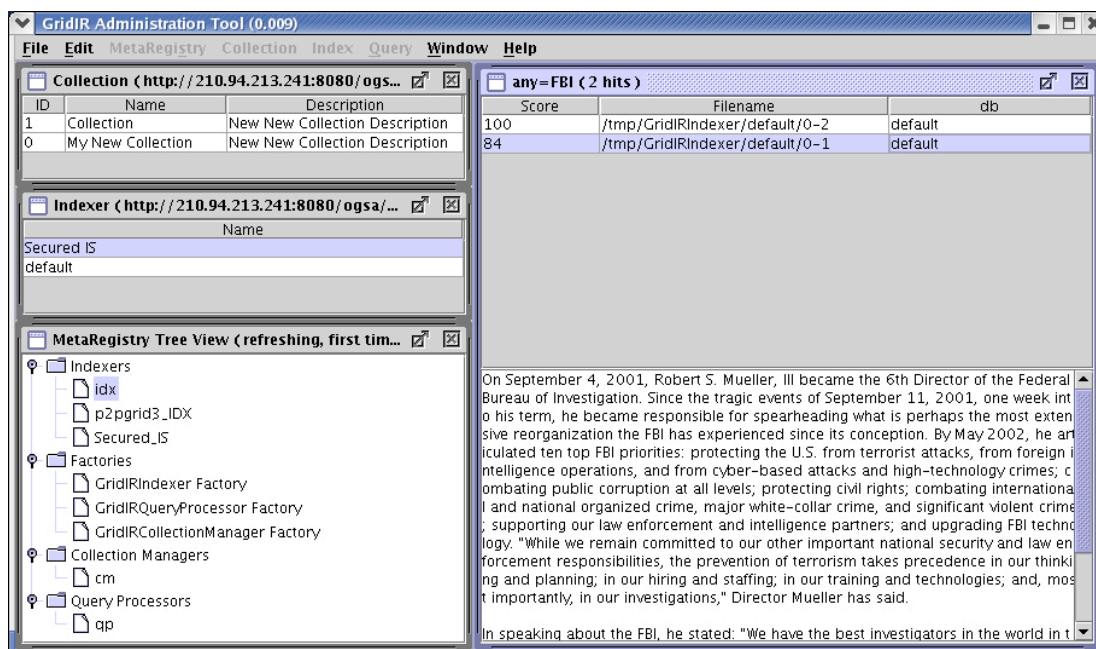 GridIR Administration Tool (0.009)
File Edit MetaRegistry Collection Index Query Window Help
Collection (http://210.94.213.241:8080/ogs...
ID Name Description
1 Collection New New Collection Description
0 My New Collection New New Collection Description
Indexer (http://210.94.213.241:8080/ogsa/...
Name
Secured IS
default
MetaRegistry Tree View (refreshing, first tim...
Indexers
idx
p2pgrid3_IDX
Secured_IS
Factories
GridIRIndexer Factory
GridIRQueryProcessor Factory
GridIRCollectionManager Factory
Collection Managers
cm
Query Processors
qp
any=FBI (2 hits)
Score Filename db
100 /tmp/GridIRIndexer/default/0-2 default
84 /tmp/GridIRIndexer/default/0-1 default
On September 4, 2001, Robert S. Mueller, III became the 6th Director of the Federal
Bureau of Investigation. Since the tragic events of September 11, 2001, one week int
o his term, he became responsible for spearheading what is perhaps the most exten
sive reorganization the FBI has experienced since its conception. By May 2002, he art
iculated ten top FBI priorities: protecting the U.S. from terrorist attacks, from foreign i
ntelligence operations, and from cyber-based attacks and high-technology crimes; c
ombating public corruption at all levels; protecting civil rights; combating internationa
l and national organized crime, major white-collar crime, and significant violent crime
; supporting our law enforcement and intelligence partners; and upgrading FBI techno
logy. "While we remain committed to our other important national security and law en
forcement responsibilities, the prevention of terrorism takes precedence in our thinki
ng and planning; in our hiring and staffing; in our training and technologies; and, mos
t importantly, in our investigations," Director Mueller has said.
In speaking about the FBI, he stated: "We have the best investigators in the world in t